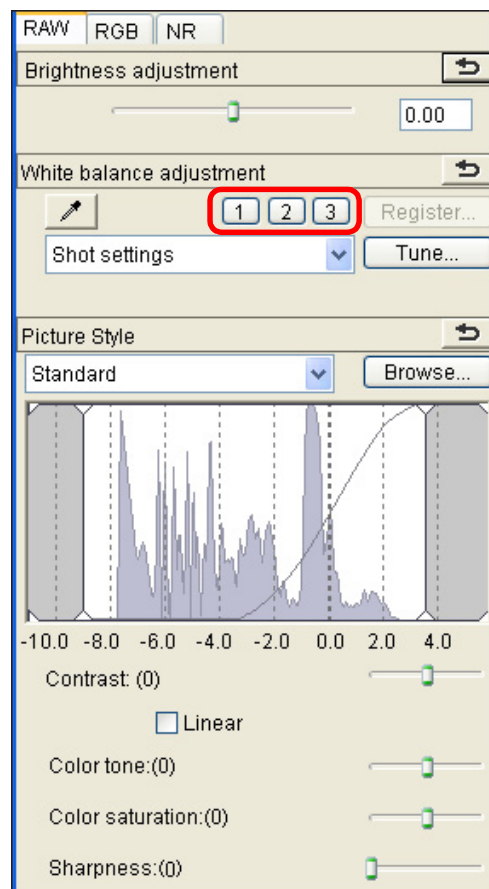 RAW RGB NR
Brightness adjustment
0.00
White balance adjustment
1 2 3 Register...
Shot settings Tune...
Picture Style
Standard Browse...
-10.0 -8.0 -6.0 -4.0 -2.0 0.0 2.0 4.0
Contrast: (0)
Linear
Color tone:(0)
Color saturation:(0)
Sharpness:(0)